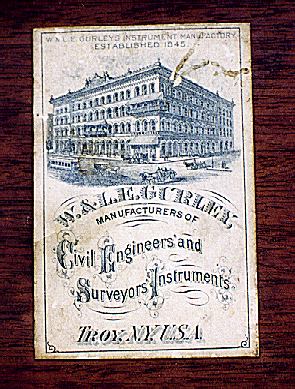 W. & L. E. GURLEY'S INSTRUMENT MANUFACTORY,
ESTABLISHED 1845.
W. & L. E. GURLEY,
MANUFACTURERS OF
Civil Engineers' and
Surveyors' Instruments
TROY, N.Y. U.S.A.